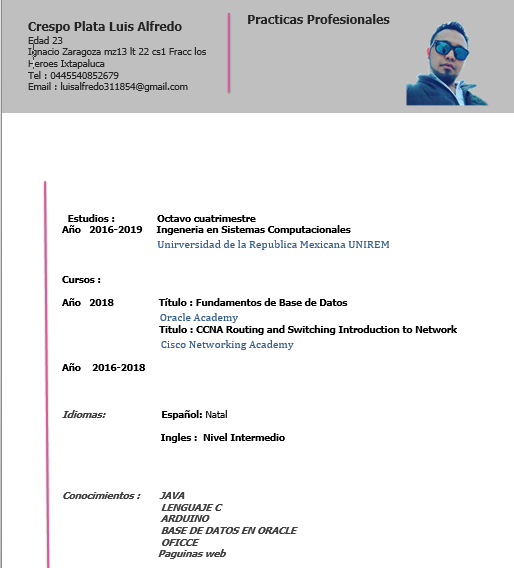 Crespo Plata Luis Alfredo
Edad 23
Ignacio Zaragoza mz13 lt 22 cs1 Fracc los
Heroes Ixtapaluca
Tel : 0445540852679
Email : luisalfredo311854@gmail.com
Practicas Profesionales
Estudios : Octavo cuatrimestre
Año 2016-2019 Ingeneria en Sistemas Computacionales
Unirversidad de la Republica Mexicana UNIREM
Cursos :
Año 2018 Título : Fundamentos de Base de Datos
Oracle Academy
Titulo : CCNA Routing and Switching Introduction to Network
Cisco Networking Academy
Año 2016-2018
Idiomas: Español: Natal
Ingles : Nivel Intermedio
Conocimientos : JAVA
LENGUAJE C
ARDUINO
BASE DE DATOS EN ORACLE
OFICCE
Paguinas web